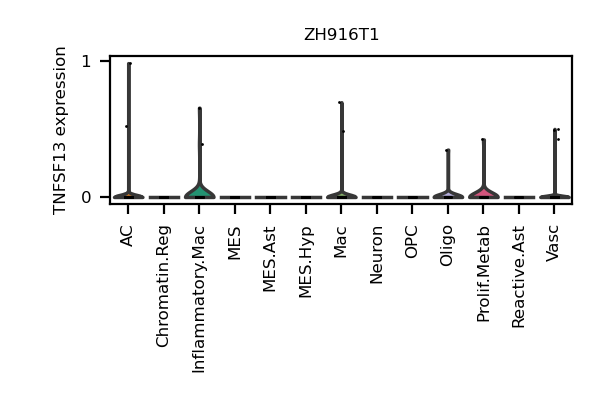 ZH916T1
TNFSF13 expression
1
0
AC
Chromatin.Reg
Inflammatory.Mac
MES
MES.Ast
MES.Hyp
Mac
Neuron
OPC
Oligo
Prolif.Metab
Reactive.Ast
Vasc